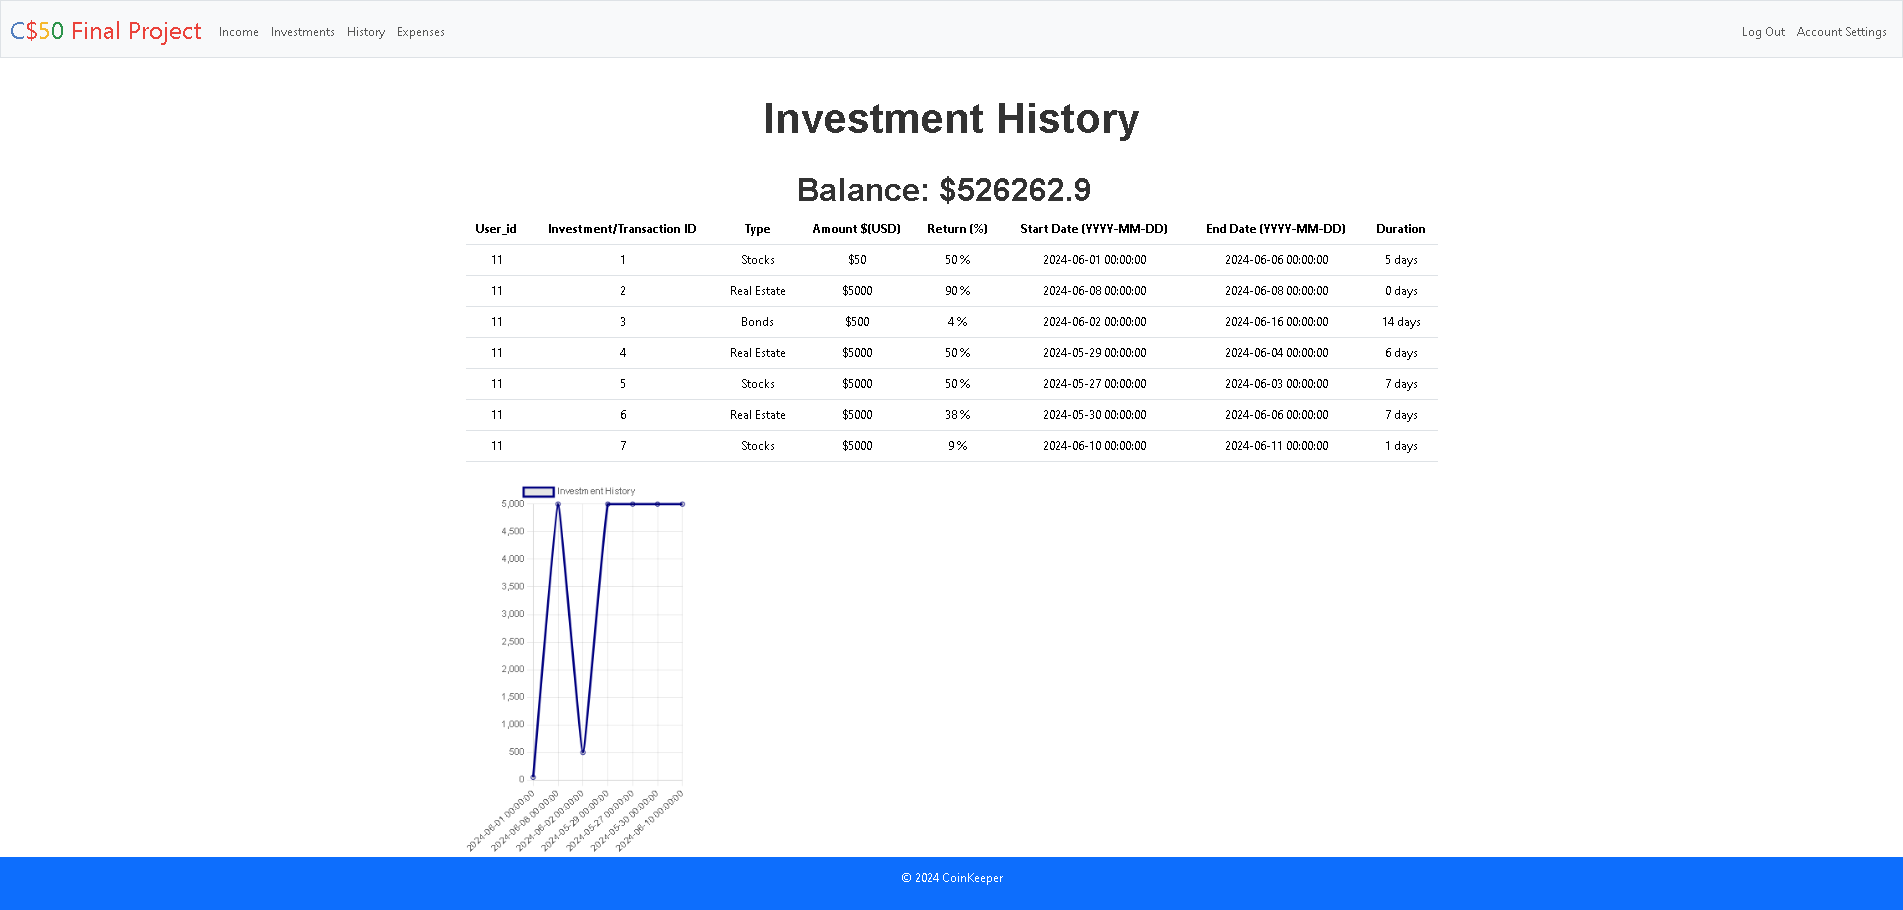 C$50 Final Project Income Investments History Expenses Log Out Account Settings
Investment History
Balance: $526262.9
User_id Investment/Transaction ID Type Amount $(USD) Return (%) Start Date (YYYY-MM-DD) End Date (YYYY-MM-DD) Duration
11 1 Stocks $50 50 % 2024-06-01 00:00:00 2024-06-06 00:00:00 5 days
11 2 Real Estate $5000 90 % 2024-06-08 00:00:00 2024-06-08 00:00:00 0 days
11 3 Bonds $500 4 % 2024-06-02 00:00:00 2024-06-16 00:00:00 14 days
11 4 Real Estate $5000 50 % 2024-05-29 00:00:00 2024-06-04 00:00:00 6 days
11 5 Stocks $5000 50 % 2024-05-27 00:00:00 2024-06-03 00:00:00 7 days
11 6 Real Estate $5000 38 % 2024-05-30 00:00:00 2024-06-06 00:00:00 7 days
11 7 Stocks $5000 9 % 2024-06-10 00:00:00 2024-06-11 00:00:00 1 days
Investment History
5,000
4,500
4,000
3,500
3,000
2,500
2,000
1,500
1,000
500
0
2024-06-01 00:00:00
2024-06-08 00:00:00
2024-06-02 00:00:00
2024-05-29 00:00:00
2024-05-27 00:00:00
2024-05-30 00:00:00
2024-06-10 00:00:00
© 2024 CoinKeeper